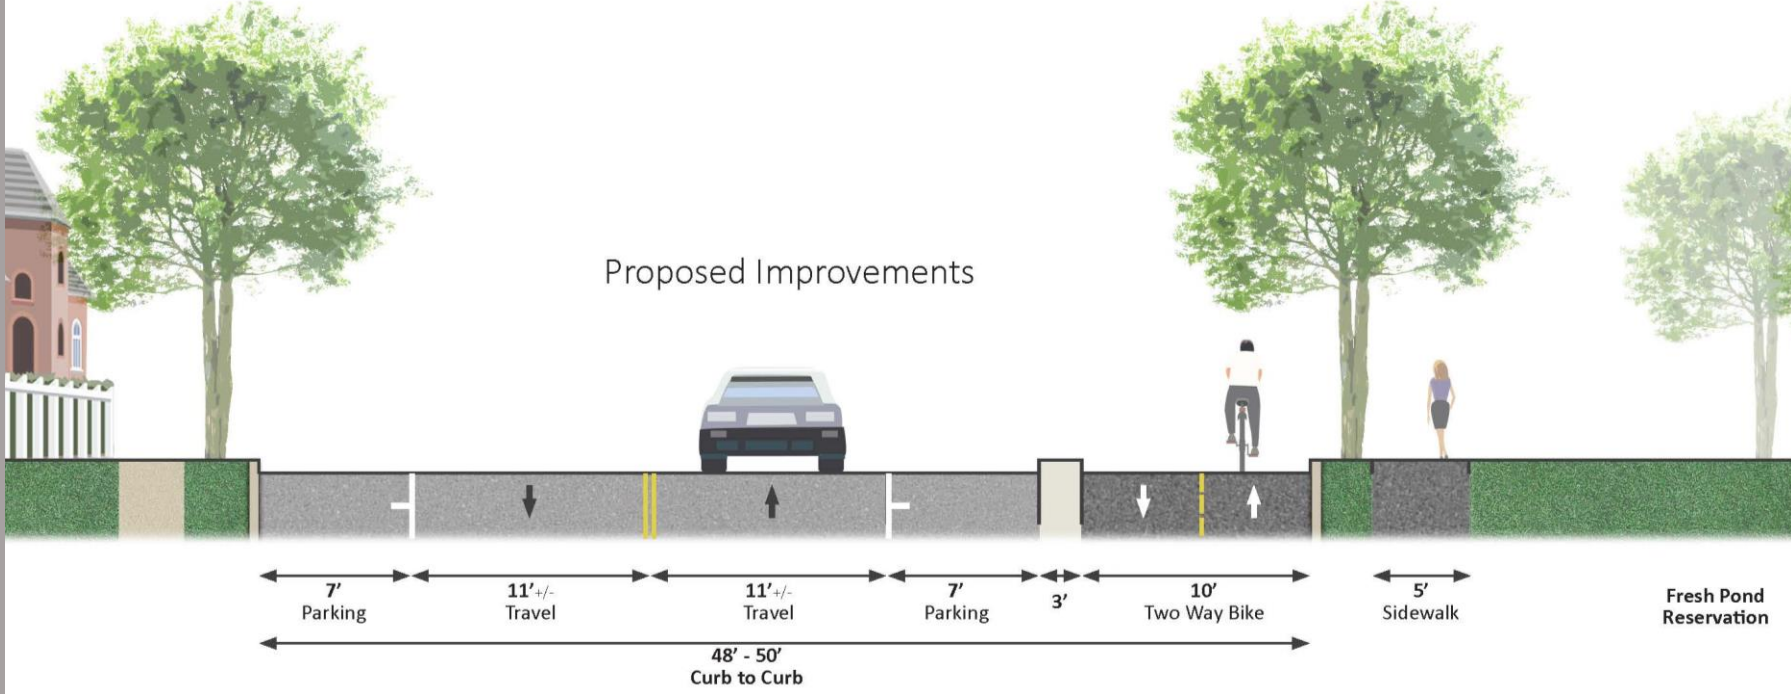 Proposed Improvements
7'
Parking
11'+/-
Travel
11'+/-
Travel
7'
Parking
3'
10'
Two Way Bike
5'
Sidewalk
Fresh Pond
Reservation
48' - 50'
Curb to Curb